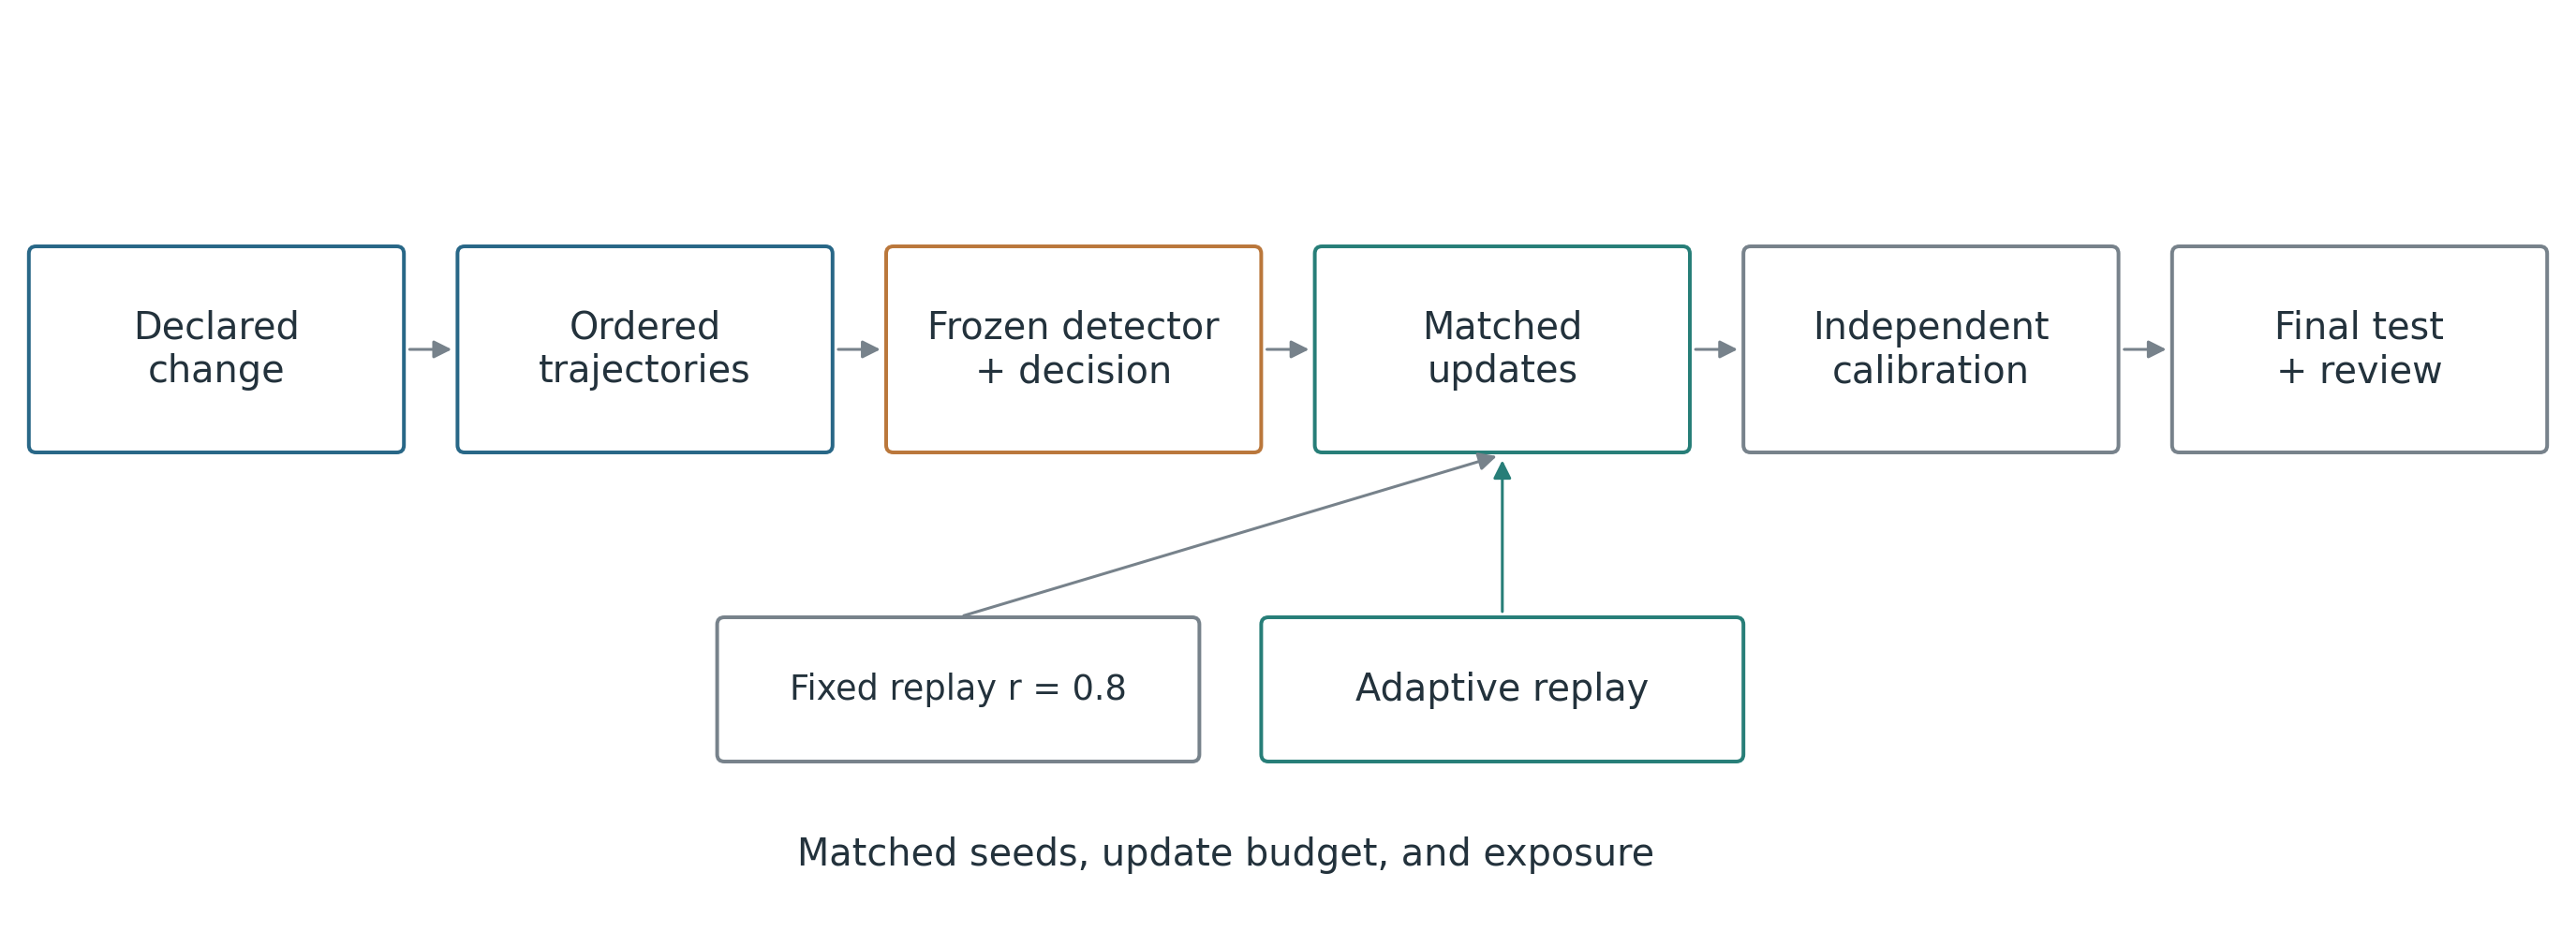 Declared
change
Ordered
trajectories
Frozen detector
+ decision
Matched
updates
Independent
calibration
Final test
+ review
Fixed replay r = 0.8
Adaptive replay
Matched seeds, update budget, and exposure